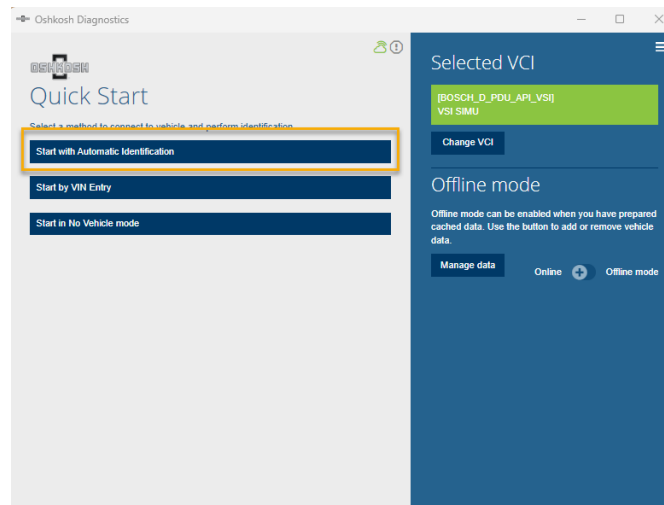 Oshkosh Diagnostics
OSHKOSH
Quick Start
Select a method to connect to vehicle and perform identification
Start with Automatic Identification
Start by VIN Entry
Start in No Vehicle mode
Selected VCI
[BOSCH_D_PDU_API_VSI]
VSI SIMU
Change VCI
Offline mode
Offline mode can be enabled when you have prepared
cached data. Use the button to add or remove vehicle
data.
Manage data
Online
Offline mode